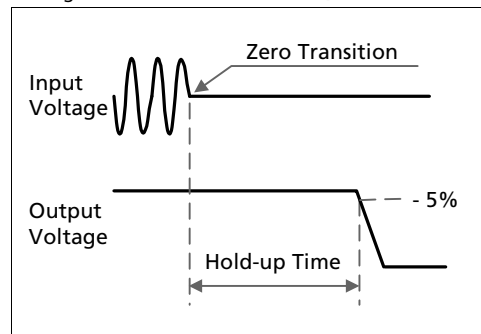 Zero Transition
Input
Voltage
Output
Voltage
- 5%
Hold-up Time